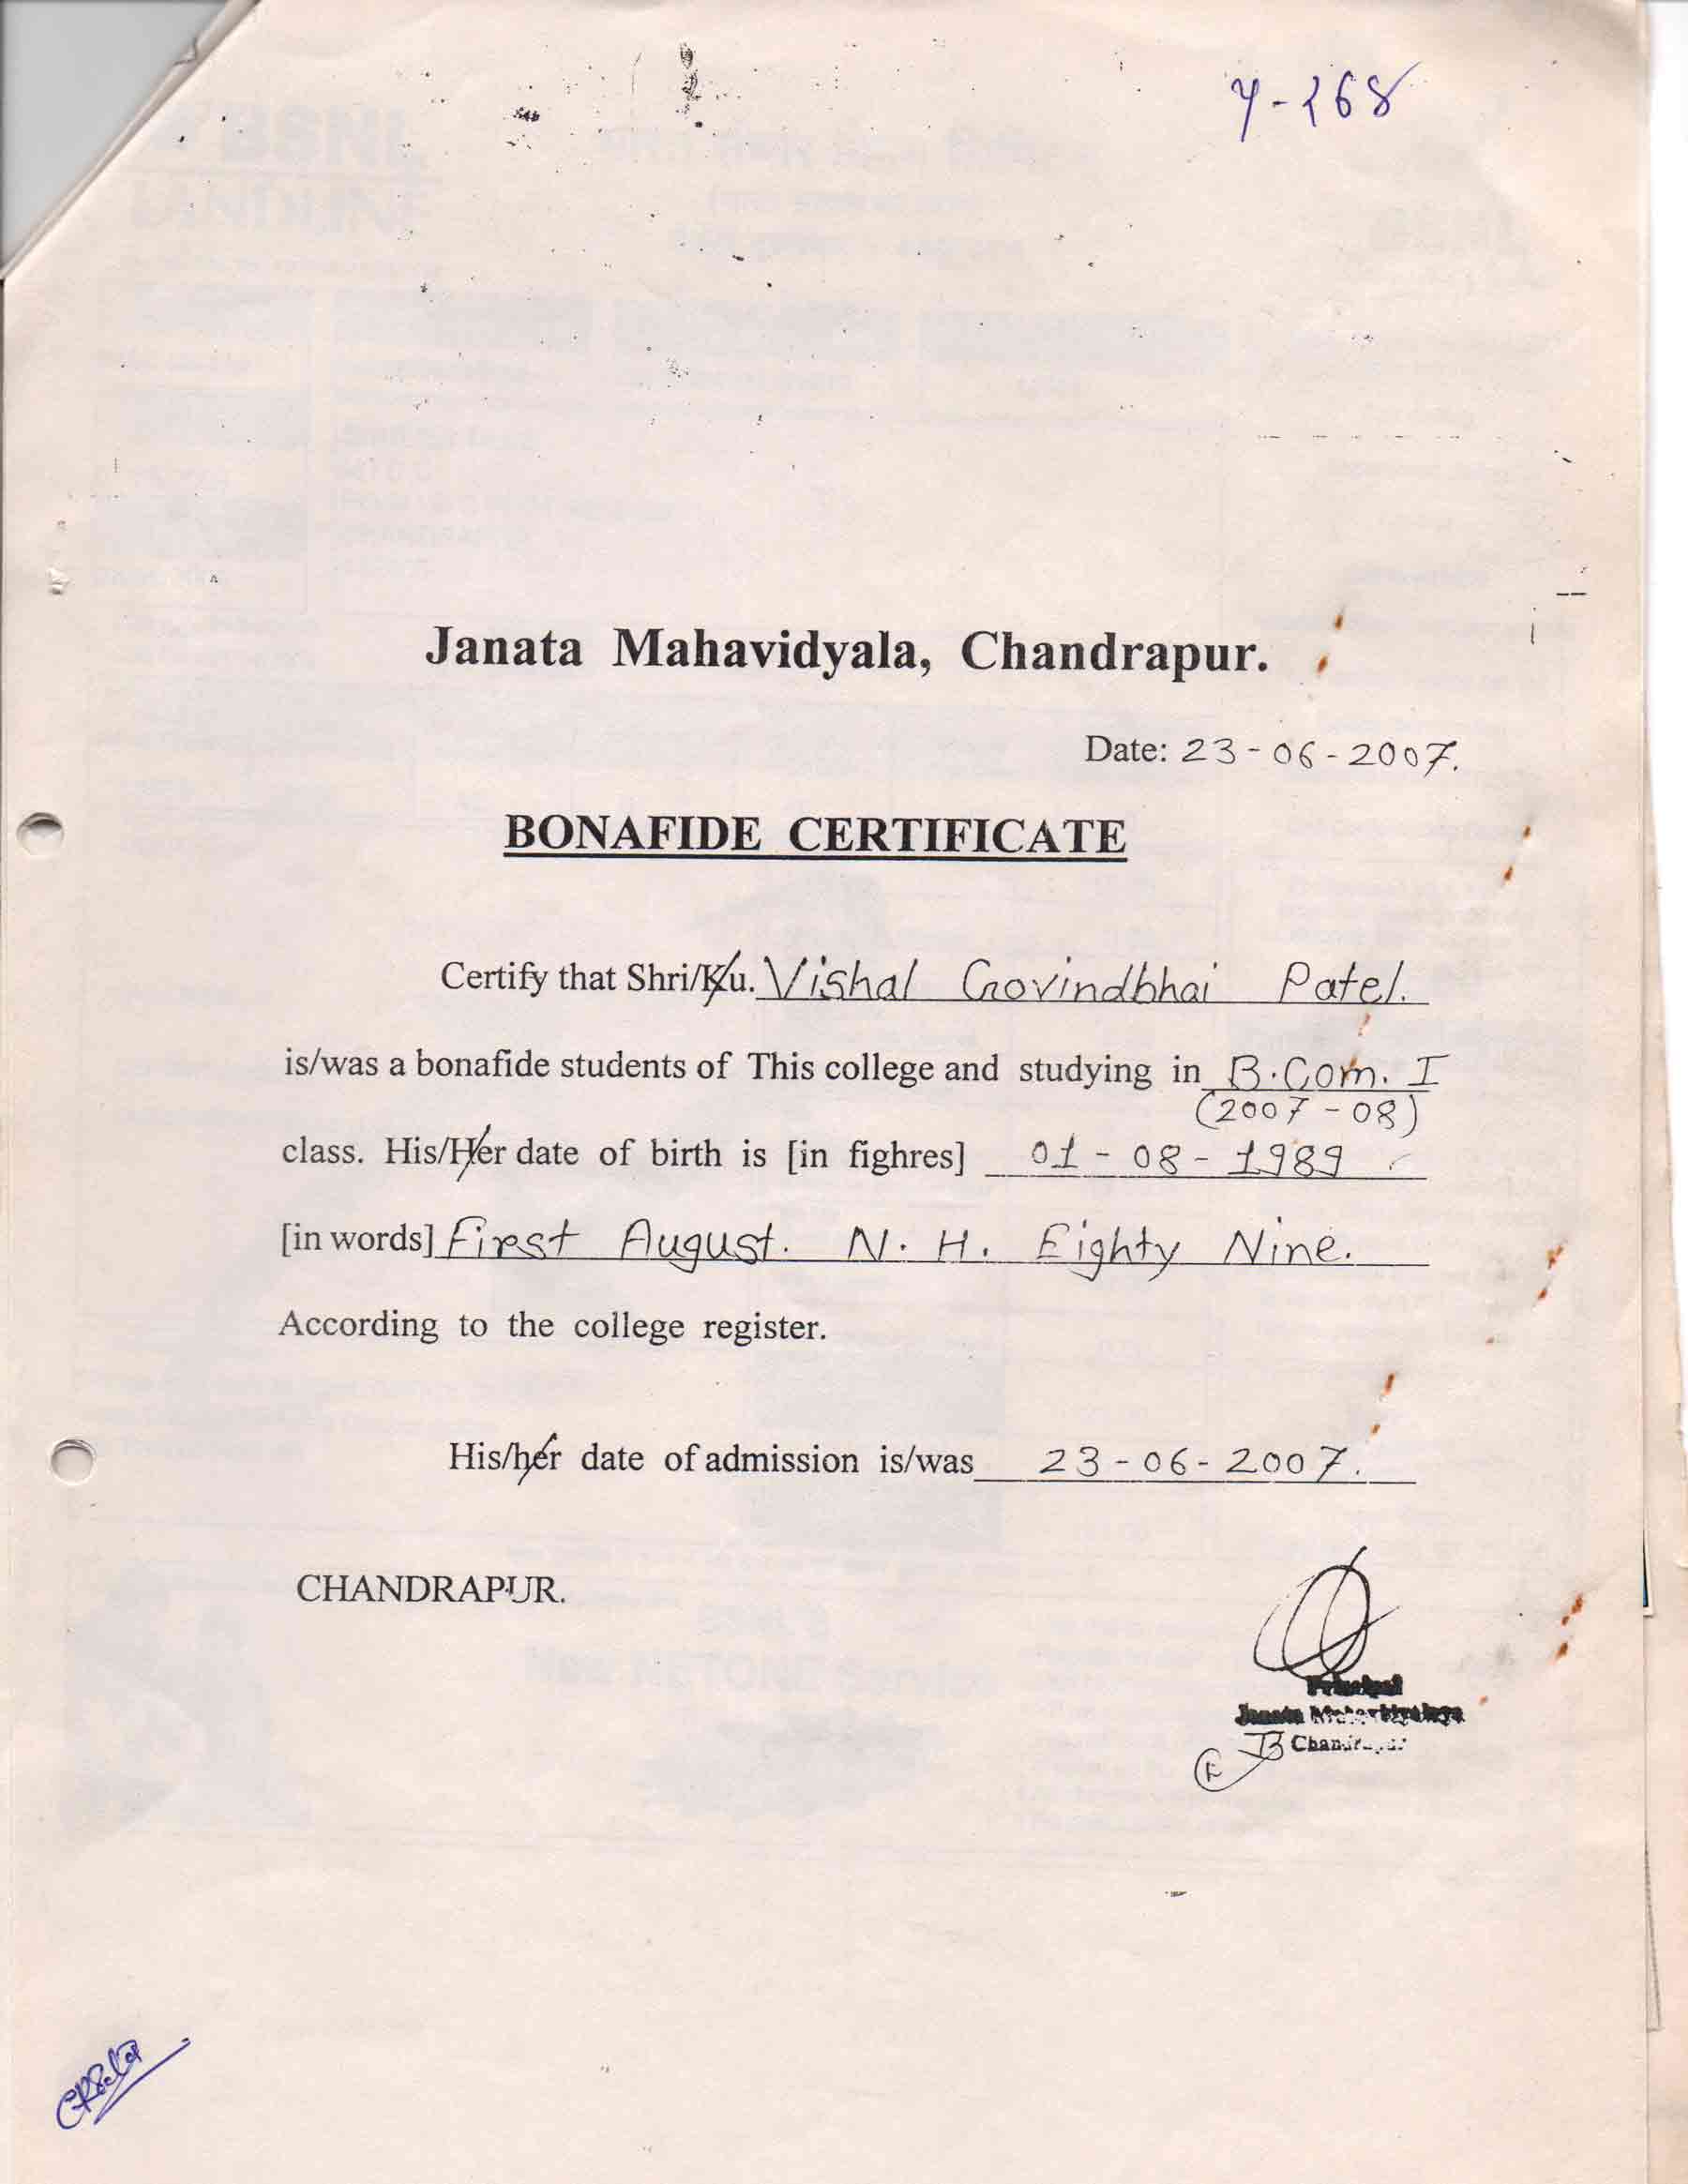 Janata Mahavidyala, Chandrapur.
Date: 23-06-2007.
BONAFIDE CERTIFICATE
Certify that Shri/Ku. Vishal Govindbhai Patel.
is/was a bonafide students of This college and studying in B.Com. I
(2007-08)
class. His/Her date of birth is [in fighres] 01-08-1989
[in words] First August. N. H. Eighty Nine.
According to the college register.
His/her date of admission is/was 23-06-2007.
CHANDRAPUR.
Principal
Janata Mahavidyalaya
Chandrapur